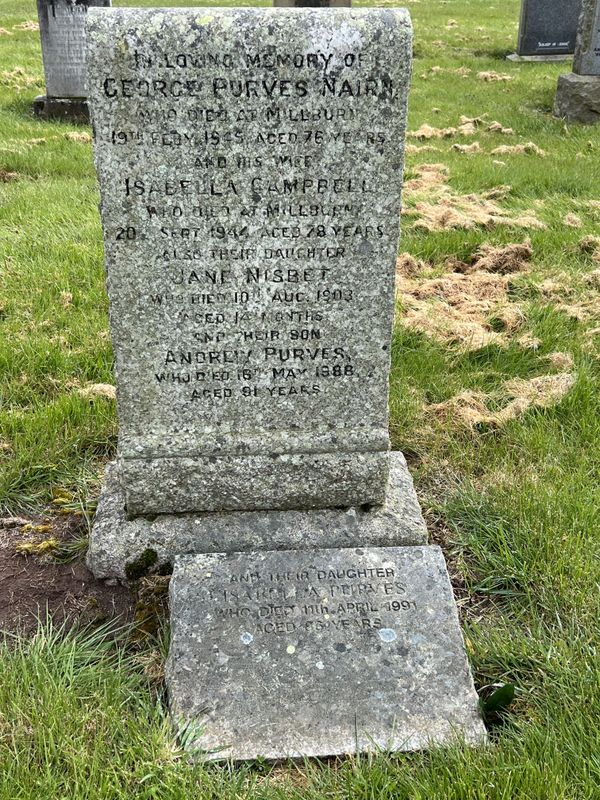 IN LOVING MEMORY OF
GEORGE PURVES NAIRN
WHO DIED AT MILLBURN
19TH FEBY. 1945 AGED 76 YEARS
AND HIS WIFE
ISABELLA CAMPBELL
WHO DIED AT MILLBURN
20TH SEPT. 1944 AGED 78 YEARS
ALSO THEIR DAUGHTER
JANE NISBET
WHO DIED 10TH AUG. 1903
AGED 14 MONTHS
AND THEIR SON
ANDREW PURVES,
WHO DIED 16TH MAY 1988
AGED 91 YEARS.
AND THEIR DAUGHTER
ISABELLA PURVES
WHO DIED 11TH APRIL 1991
AGED YEARS